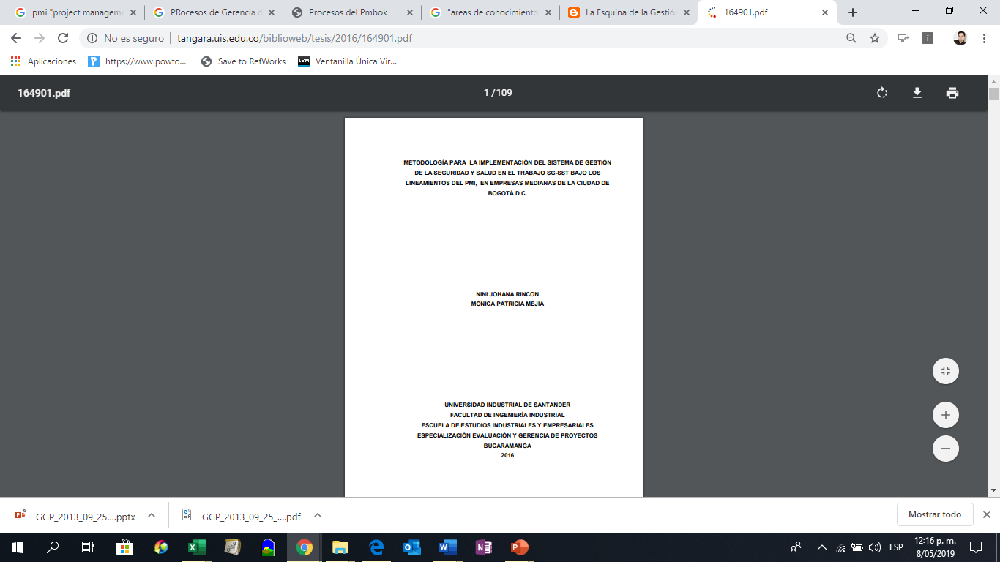 pmi "project manageme
PRocesos de Gerencia d
Procesos del Pmbok
"areas de conocimiento
La Esquina de la Gestión
164901.pdf
No es seguro
tangara.uis.edu.co/biblioweb/tesis/2016/164901.pdf
Aplicaciones
https://www.powto...
Save to RefWorks
IBM
Ventanilla Única Vir...
164901.pdf
1 / 109
METODOLOGÍA PARA LA IMPLEMENTACIÓN DEL SISTEMA DE GESTIÓN
DE LA SEGURIDAD Y SALUD EN EL TRABAJO SG-SST BAJO LOS
LINEAMIENTOS DEL PMI, EN EMPRESAS MEDIANAS DE LA CIUDAD DE
BOGOTÁ D.C.
NINI JOHANA RINCON
MONICA PATRICIA MEJIA
UNIVERSIDAD INDUSTRIAL DE SANTANDER
FACULTAD DE INGENIERÍA INDUSTRIAL
ESCUELA DE ESTUDIOS INDUSTRIALES Y EMPRESARIALES
ESPECIALIZACIÓN EVALUACIÓN Y GERENCIA DE PROYECTOS
BUCARAMANGA
2016
GGP_2013_09_25....pptx
GGP_2013_09_25_....pdf
Mostrar todo
ESP
12:16 p. m.
8/05/2019